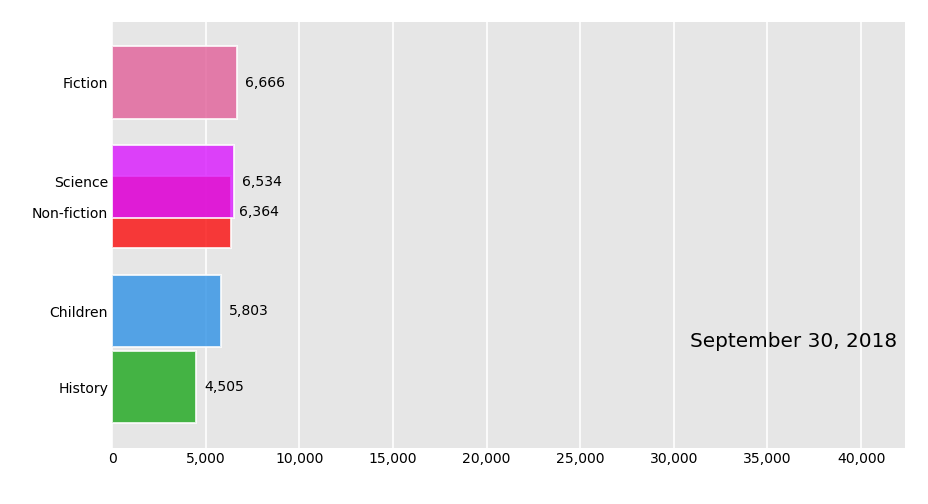 Fiction 6,666
Science 6,534
Non-fiction 6,364
Children 5,803
September 30, 2018
History 4,505
0 5,000 10,000 15,000 20,000 25,000 30,000 35,000 40,000